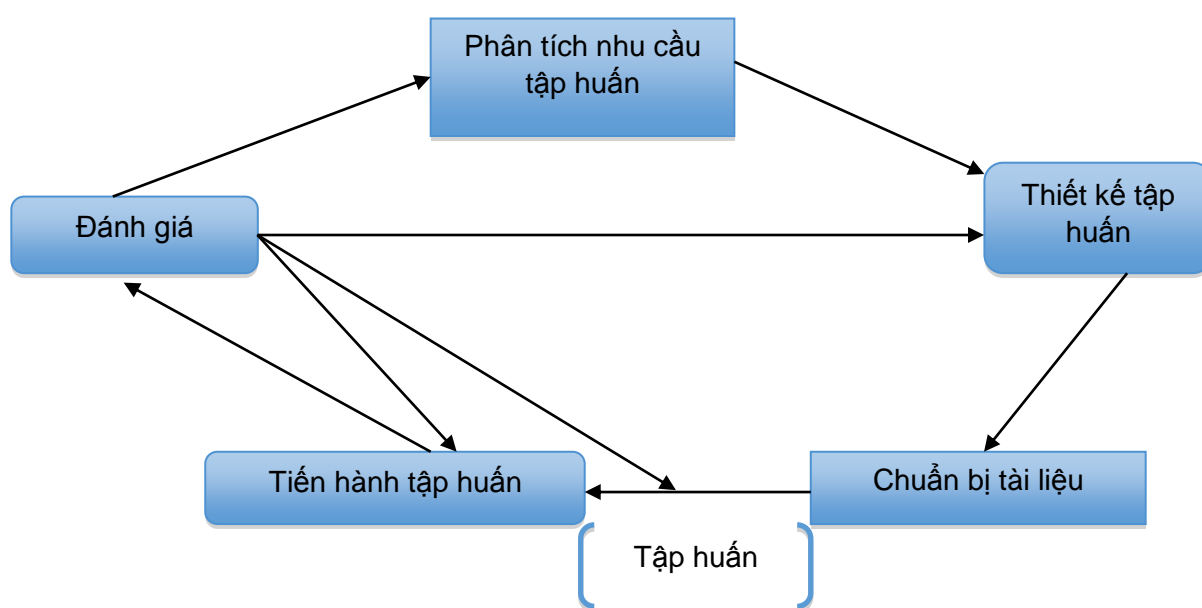 Phân tích nhu cầu
tập huấn
Thiết kế tập
huấn
Đánh giá
Tiến hành tập huấn
Chuẩn bị tài liệu
Tập huấn